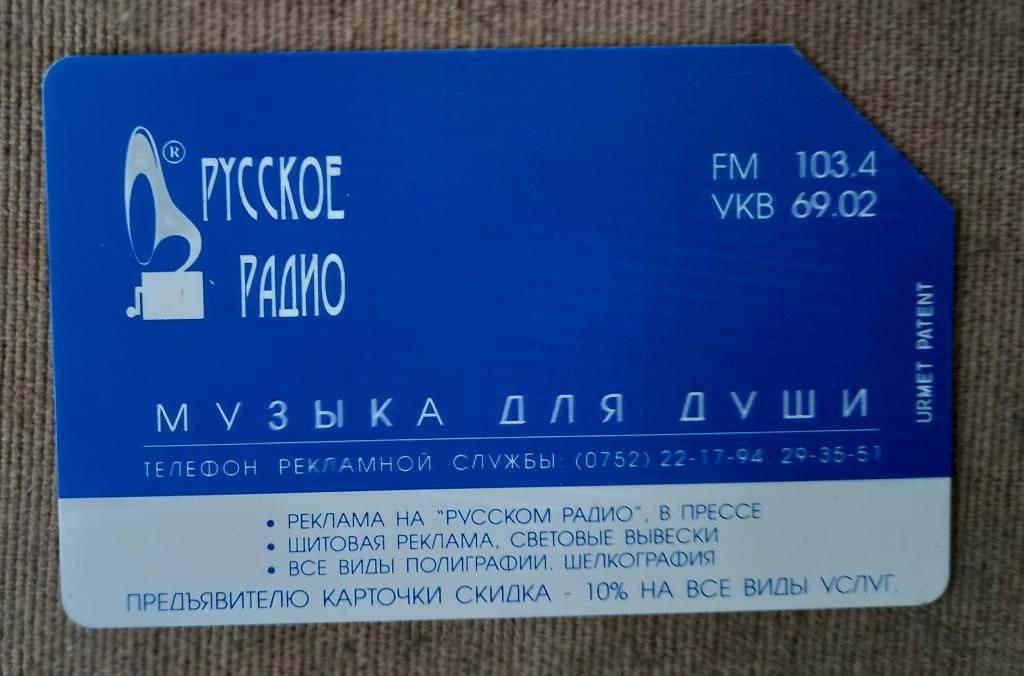 ®
РУССКОЕ
РАДИО
FM 103.4
УКВ 69.02
URMET PATENT
МУЗЫКА ДЛЯ ДУШИ
ТЕЛЕФОН РЕКЛАМНОЙ СЛУЖБЫ: (0752) 22-17-94, 29-35-51
• РЕКЛАМА НА "РУССКОМ РАДИО", В ПРЕССЕ
• ЩИТОВАЯ РЕКЛАМА, СВЕТОВЫЕ ВЫВЕСКИ
• ВСЕ ВИДЫ ПОЛИГРАФИИ, ШЕЛКОГРАФИЯ
ПРЕДЪЯВИТЕЛЮ КАРТОЧКИ СКИДКА - 10% НА ВСЕ ВИДЫ УСЛУГ.